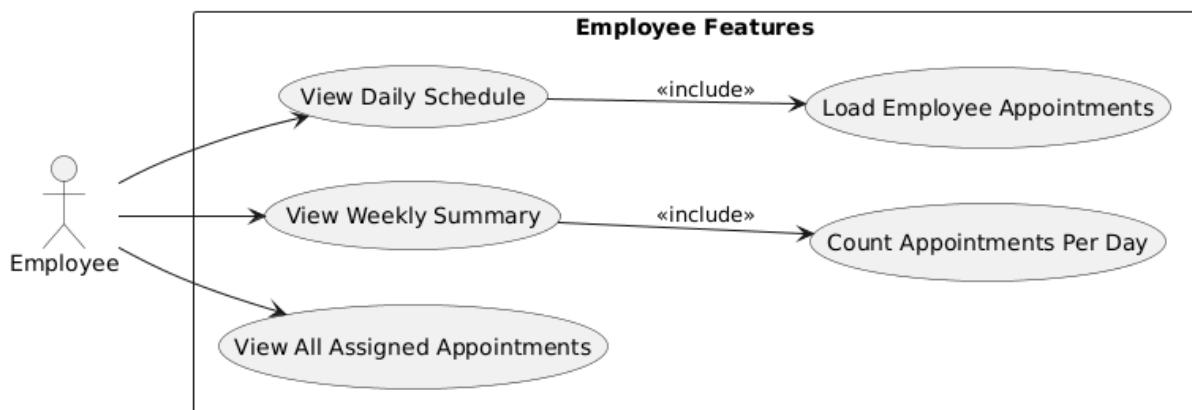 Employee Features
View Daily Schedule
«include»
Load Employee Appointments
View Weekly Summary
«include»
Count Appointments Per Day
Employee
View All Assigned Appointments